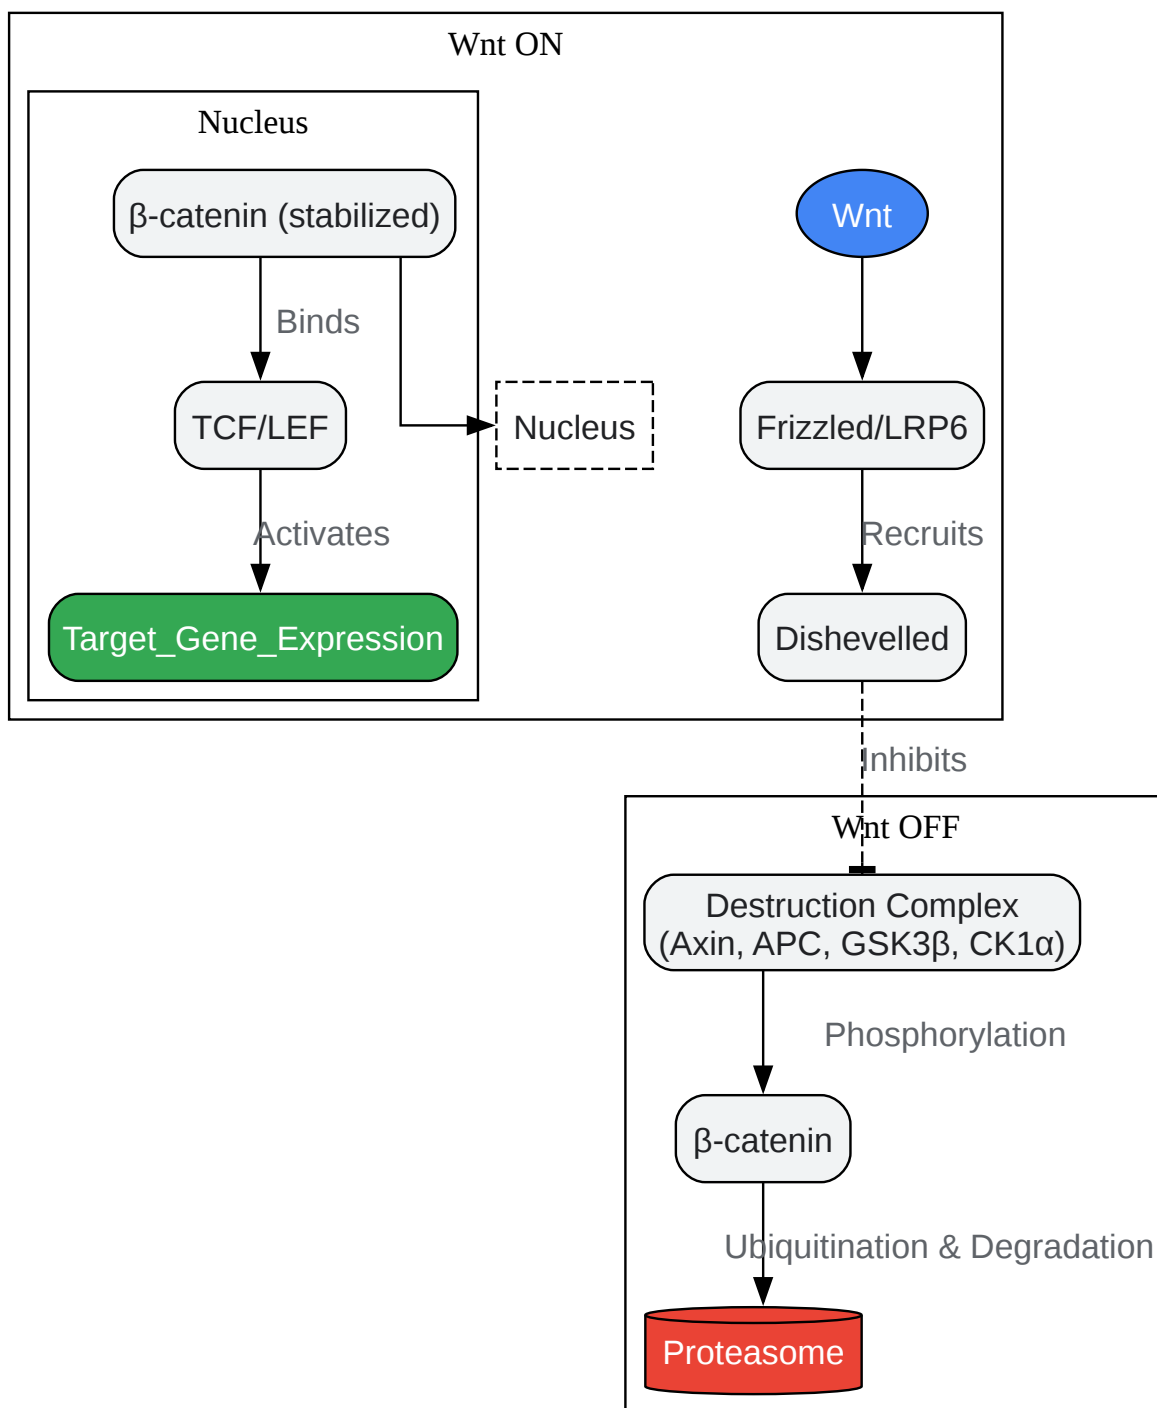 Wnt ON
Nucleus
β-catenin (stabilized)
Wnt
Binds
TCF/LEF
Nucleus
Frizzled/LRP6
Activates
Recruits
Target_Gene_Expression
Dishevelled
Inhibits
Wnt OFF
Destruction Complex
(Axin, APC, GSK3β, CK1α)
Phosphorylation
β-catenin
Ubiquitination & Degradation
Proteasome